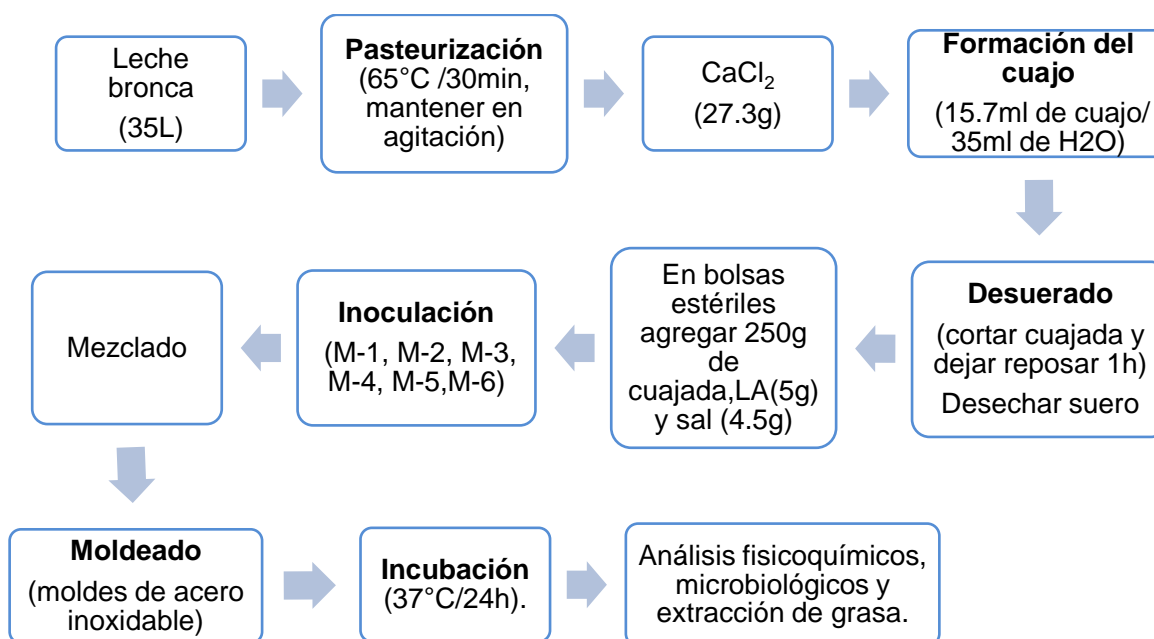 Leche
bronca
(35L)
Pasteurización
(65°C /30min,
mantener en
agitación)
CaCl₂
(27.3g)
Formación del
cuajo
(15.7ml de cuajo/
35ml de H2O)
Desuerado
(cortar cuajada y
dejar reposar 1h)
Desechar suero
En bolsas
estériles
agregar 250g
de
cuajada,LA(5g)
y sal (4.5g)
Inoculación
(M-1, M-2, M-3,
M-4, M-5,M-6)
Mezclado
Moldeado
(moldes de acero
inoxidable)
Incubación
(37°C/24h).
Análisis fisicoquímicos,
microbiológicos y
extracción de grasa.